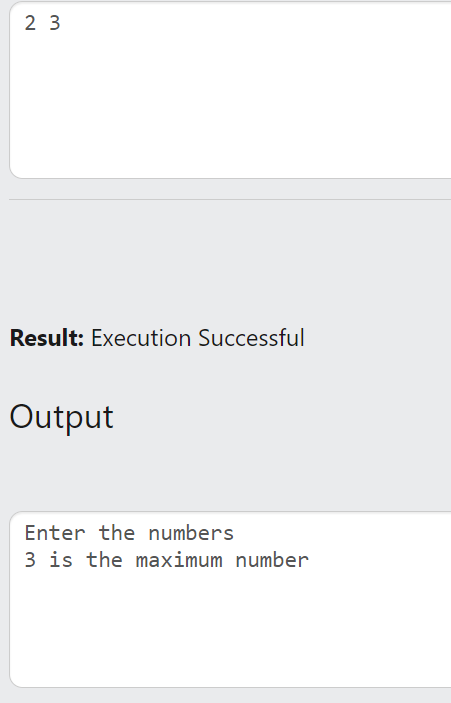 2 3
Result: Execution Successful
Output
Enter the numbers
3 is the maximum number